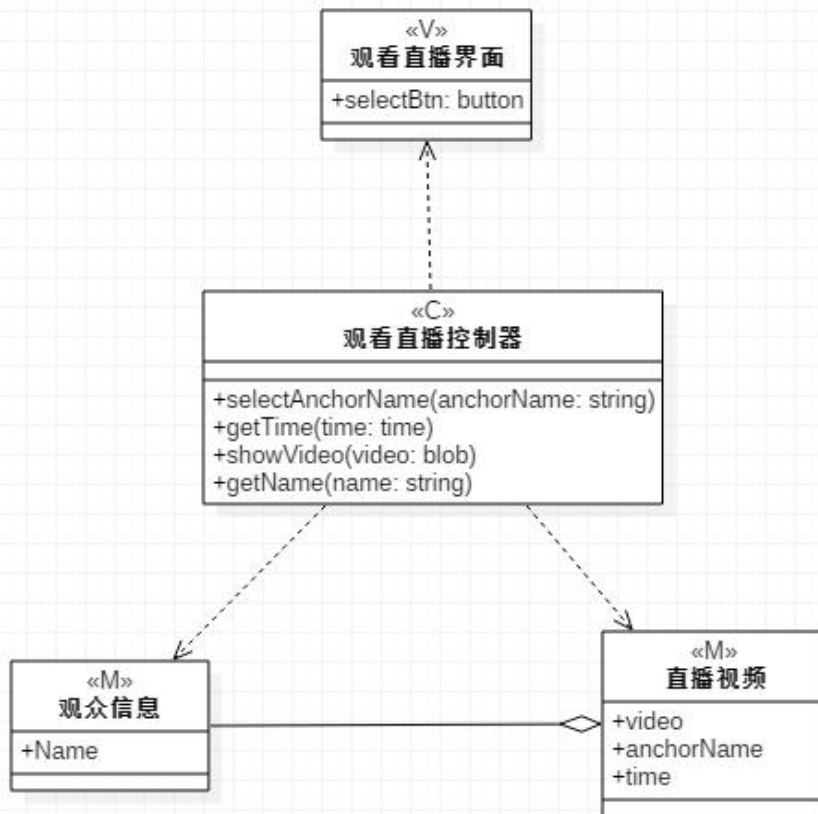 «V»
观看直播界面
+selectBtn: button
«C»
观看直播控制器
+selectAnchorName(anchorName: string)
+getTime(time: time)
+showVideo(video: blob)
+getName(name: string)
«M»
观众信息
+Name
«M»
直播视频
+video
+anchorName
+time